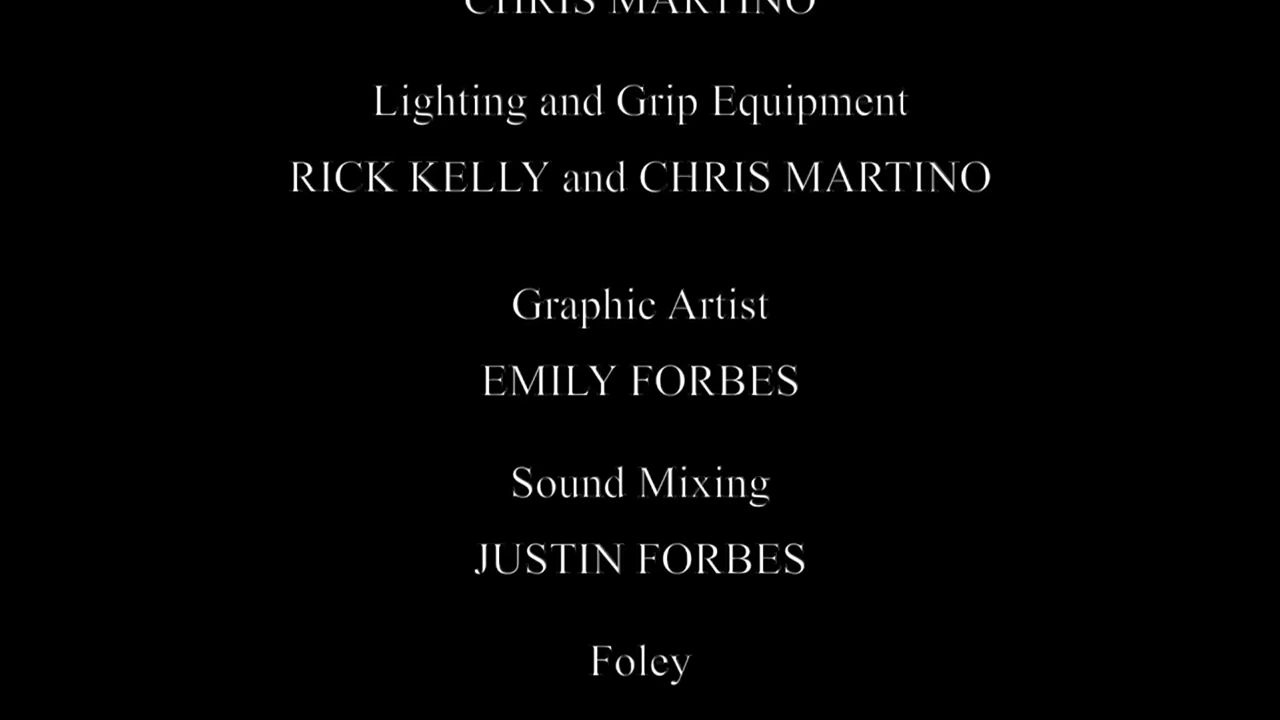 CHRIS MARTINO
Lighting and Grip Equipment
RICK KELLY and CHRIS MARTINO
Graphic Artist
EMILY FORBES
Sound Mixing
JUSTIN FORBES
Foley